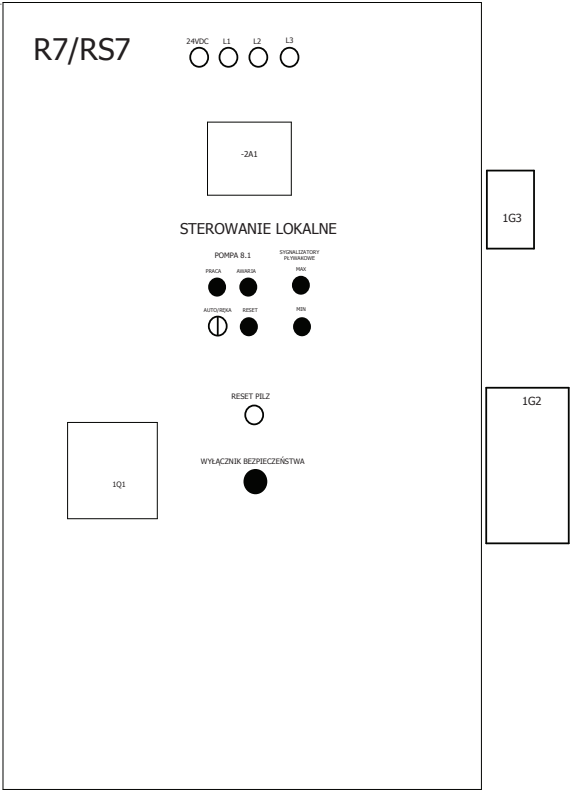 R7/RS7
24VDC L1 L2 L3
-2A1
1G3
STEROWANIE LOKALNE
POMPA 8.1
SYGNALIZATORY
PŁYWAKOWE
PRACA AWARIA MAX
AUTO/RĘKA RESET MIN
RESET PILZ
1G2
WYŁĄCZNIK BEZPIECZEŃSTWA
1Q1